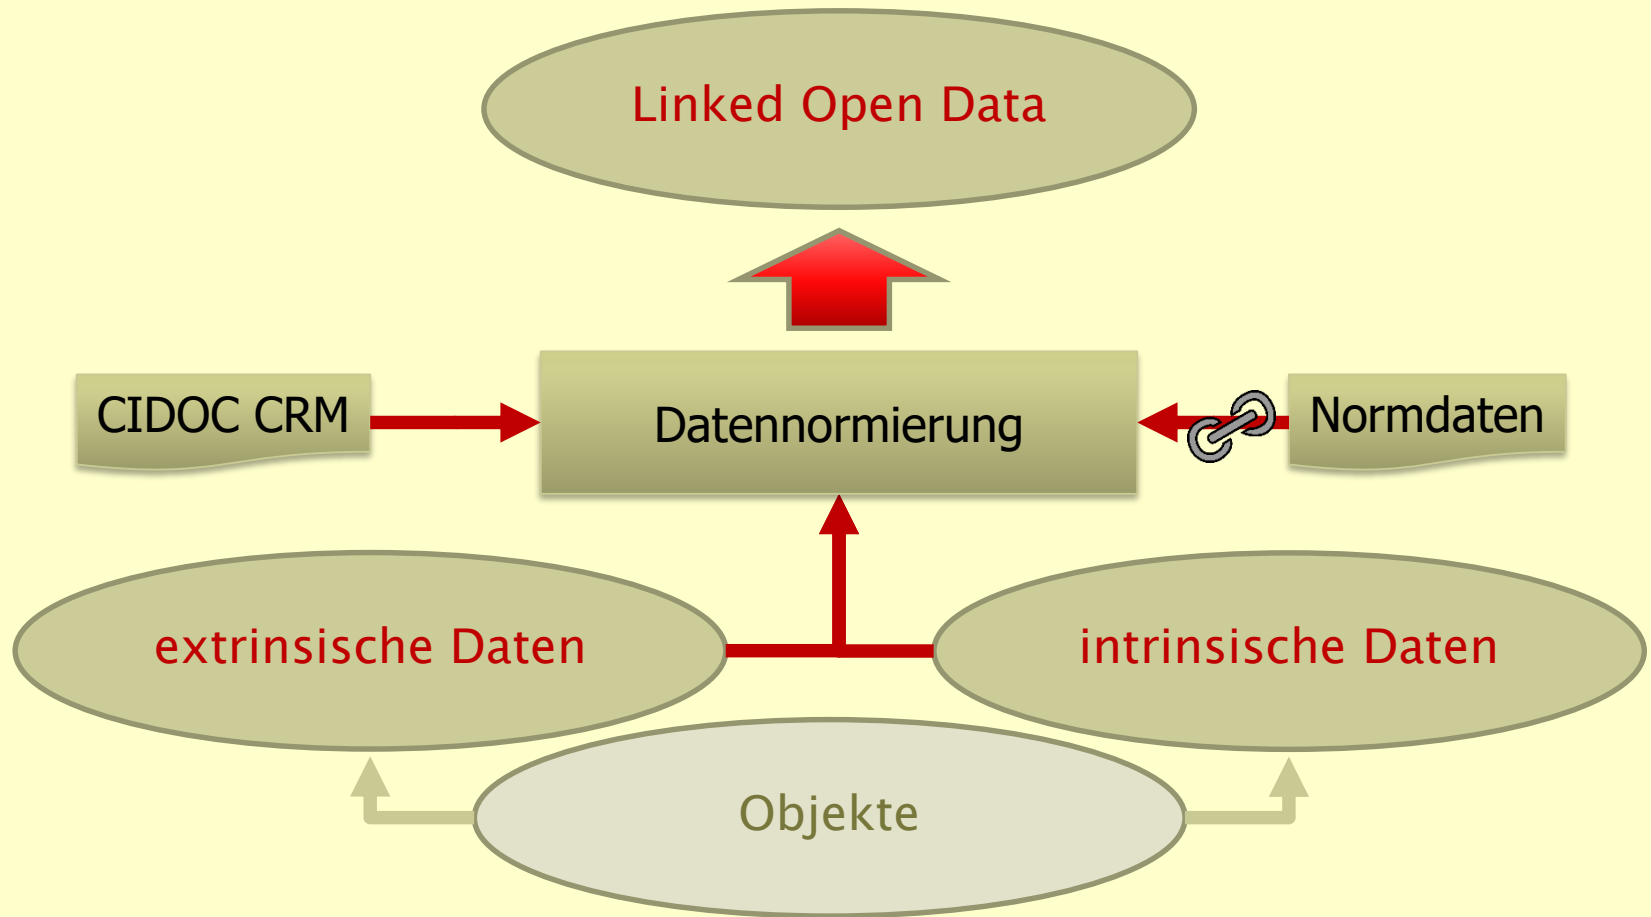 Linked Open Data
CIDOC CRM
Datennormierung
Normdaten
extrinsische Daten
intrinsische Daten
Objekte